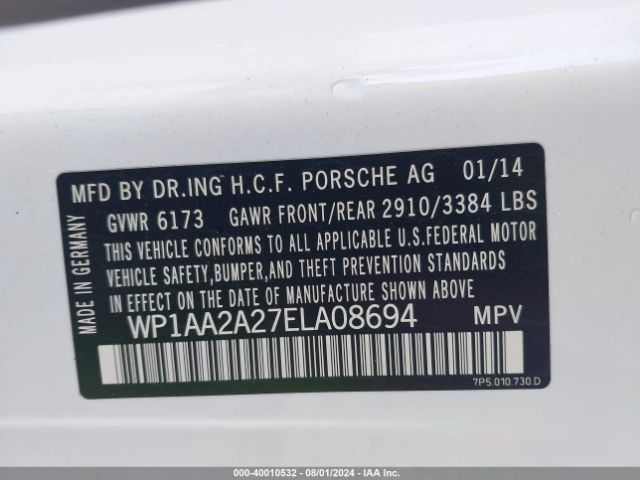 MFD BY DR.ING H.C.F. PORSCHE AG 01/14
GVWR 6173 GAWR FRONT/REAR 2910/3384 LBS
THIS VEHICLE CONFORMS TO ALL APPLICABLE U.S.FEDERAL MOTOR
VEHICLE SAFETY,BUMPER,AND THEFT PREVENTION STANDARDS
IN EFFECT ON THE DATE OF MANUFACTURE SHOWN ABOVE
WP1AA2A27ELA08694 MPV
7P5.010.730.D
MADE IN GERMANY
000-40010532 - 08/01/2024 - IAA Inc.